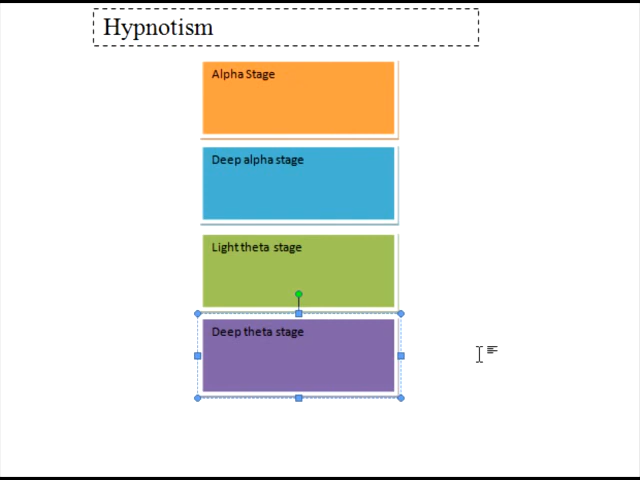 Hypnotism
Alpha Stage
Deep alpha stage
Light theta stage
Deep theta stage